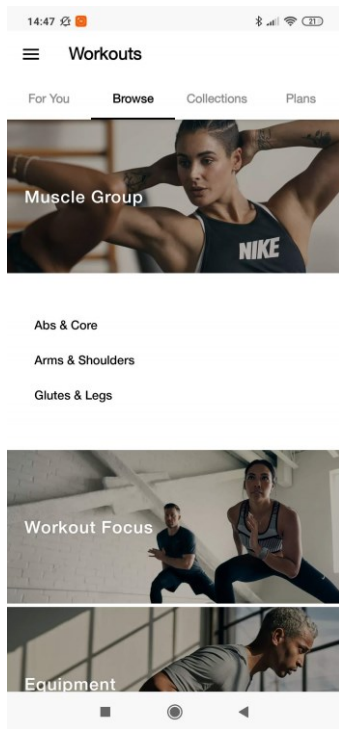 14:47 21
Workouts
For You Browse Collections Plans
Muscle Group
NIKE
Abs & Core
Arms & Shoulders
Glutes & Legs
Workout Focus
Equipment